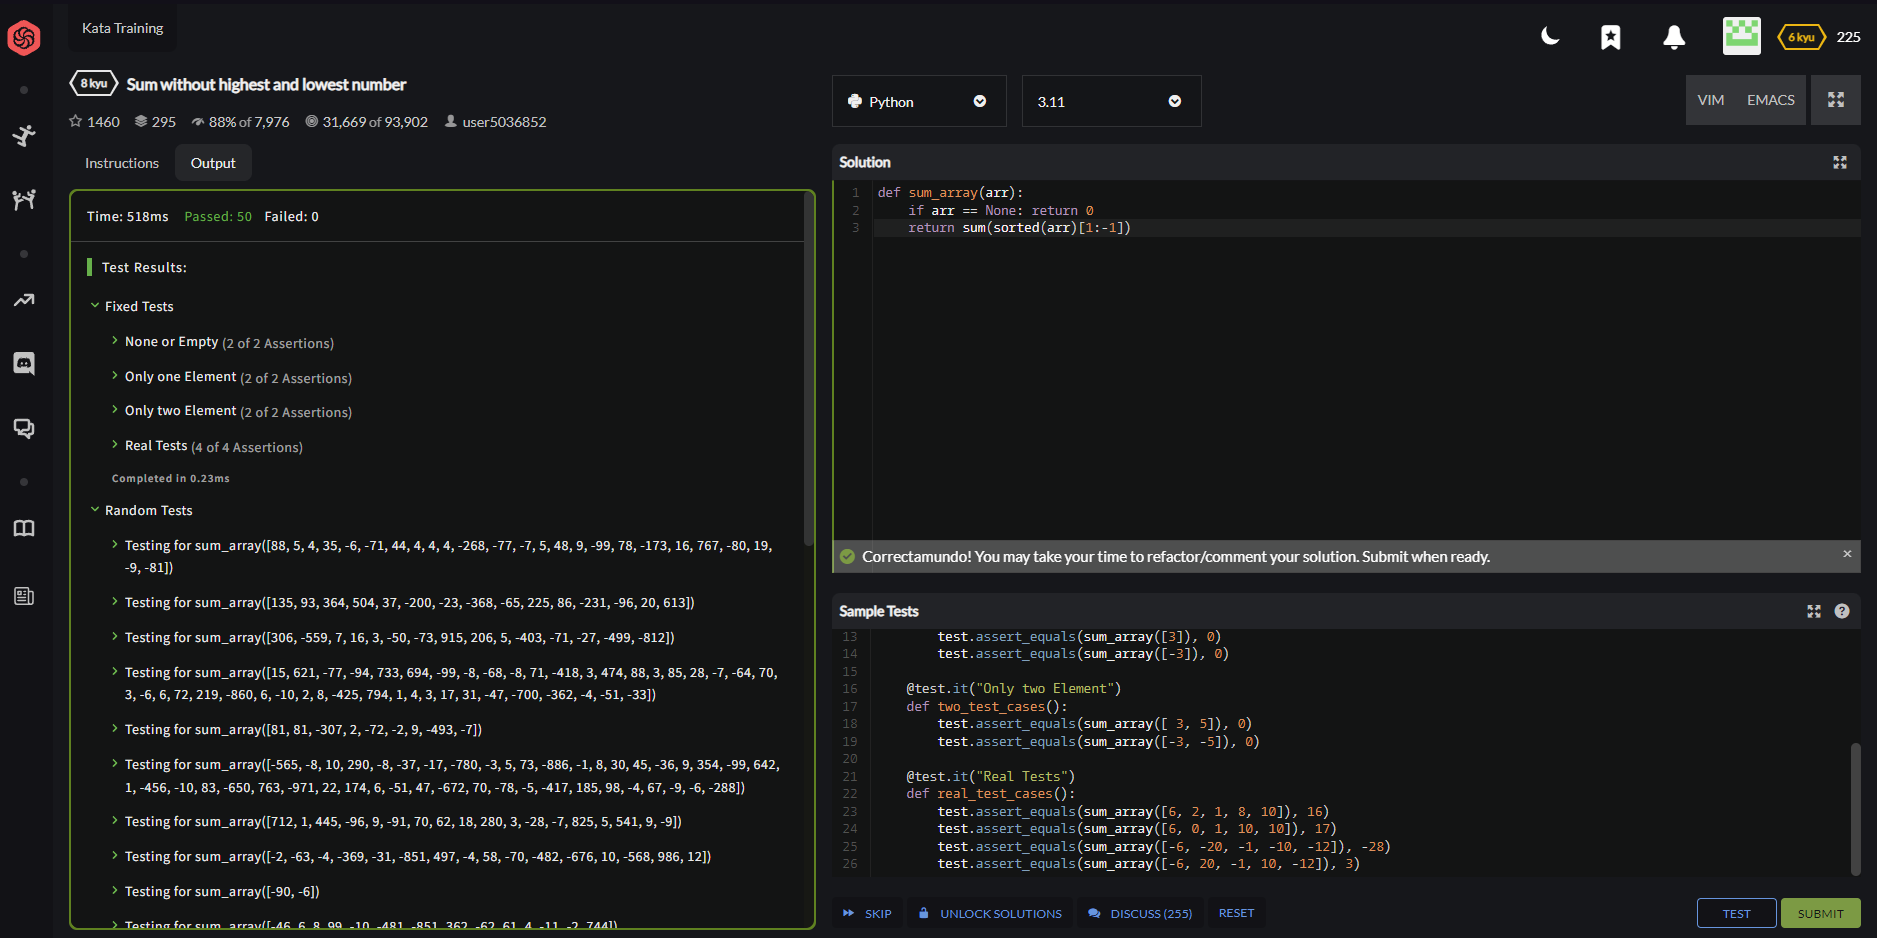 Kata Training
6 kyu 225
8 kyu Sum without highest and lowest number
1460 295 88% of 7,976 31,669 of 93,902 user5036852
Instructions Output
Time: 518ms Passed: 50 Failed: 0
Test Results:
Fixed Tests
None or Empty (2 of 2 Assertions)
Only one Element (2 of 2 Assertions)
Only two Element (2 of 2 Assertions)
Real Tests (4 of 4 Assertions)
Completed in 0.23ms
Random Tests
Testing for sum_array([88, 5, 4, 35, -6, -71, 44, 4, 4, 4, -268, -77, -7, 5, 48, 9, -99, 78, -173, 16, 767, -80, 19,
-9, -81])
Testing for sum_array([135, 93, 364, 504, 37, -200, -23, -368, -65, 225, 86, -231, -96, 20, 613])
Testing for sum_array([306, -559, 7, 16, 3, -50, -73, 915, 206, 5, -403, -71, -27, -499, -812])
Testing for sum_array([15, 621, -77, -94, 733, 694, -99, -8, -68, -8, 71, -418, 3, 474, 88, 3, 85, 28, -7, -64, 70,
3, -6, 6, 72, 219, -860, 6, -10, 2, 8, -425, 794, 1, 4, 3, 17, 31, -47, -700, -362, -4, -51, -33])
Testing for sum_array([81, 81, -307, 2, -72, -2, 9, -493, -7])
Testing for sum_array([-565, -8, 10, 290, -8, -37, -17, -780, -3, 5, 73, -886, -1, 8, 30, 45, -36, 9, 354, -99, 642,
1, -456, -10, 83, -650, 763, -971, 22, 174, 6, -51, 47, -672, 70, -78, -5, -417, 185, 98, -4, 67, -9, -6, -288])
Testing for sum_array([712, 1, 445, -96, 9, -91, 70, 62, 18, 280, 3, -28, -7, 825, 5, 541, 9, -9])
Testing for sum_array([-2, -63, -4, -369, -31, -851, 497, -4, 58, -70, -482, -676, 10, -568, 986, 12])
Testing for sum_array([-90, -6])
Testing for sum_array([-46, 6, 8, 99, -10, -481, -851, 362, -62, 61, 4, -11, -2, 744])
Python 3.11 VIM EMACS
Solution
1 def sum_array(arr):
2 if arr == None: return 0
3 return sum(sorted(arr)[1:-1])
Correctamundo! You may take your time to refactor/comment your solution. Submit when ready. ×
Sample Tests ?
13 test.assert_equals(sum_array([3]), 0)
14 test.assert_equals(sum_array([-3]), 0)
15
16 @test.it("Only two Element")
17 def two_test_cases():
18 test.assert_equals(sum_array([ 3, 5]), 0)
19 test.assert_equals(sum_array([-3, -5]), 0)
20
21 @test.it("Real Tests")
22 def real_test_cases():
23 test.assert_equals(sum_array([6, 2, 1, 8, 10]), 16)
24 test.assert_equals(sum_array([6, 0, 1, 10, 10]), 17)
25 test.assert_equals(sum_array([-6, -20, -1, -10, -12]), -28)
26 test.assert_equals(sum_array([-6, 20, -1, 10, -12]), 3)
SKIP UNLOCK SOLUTIONS DISCUSS (255) RESET TEST SUBMIT